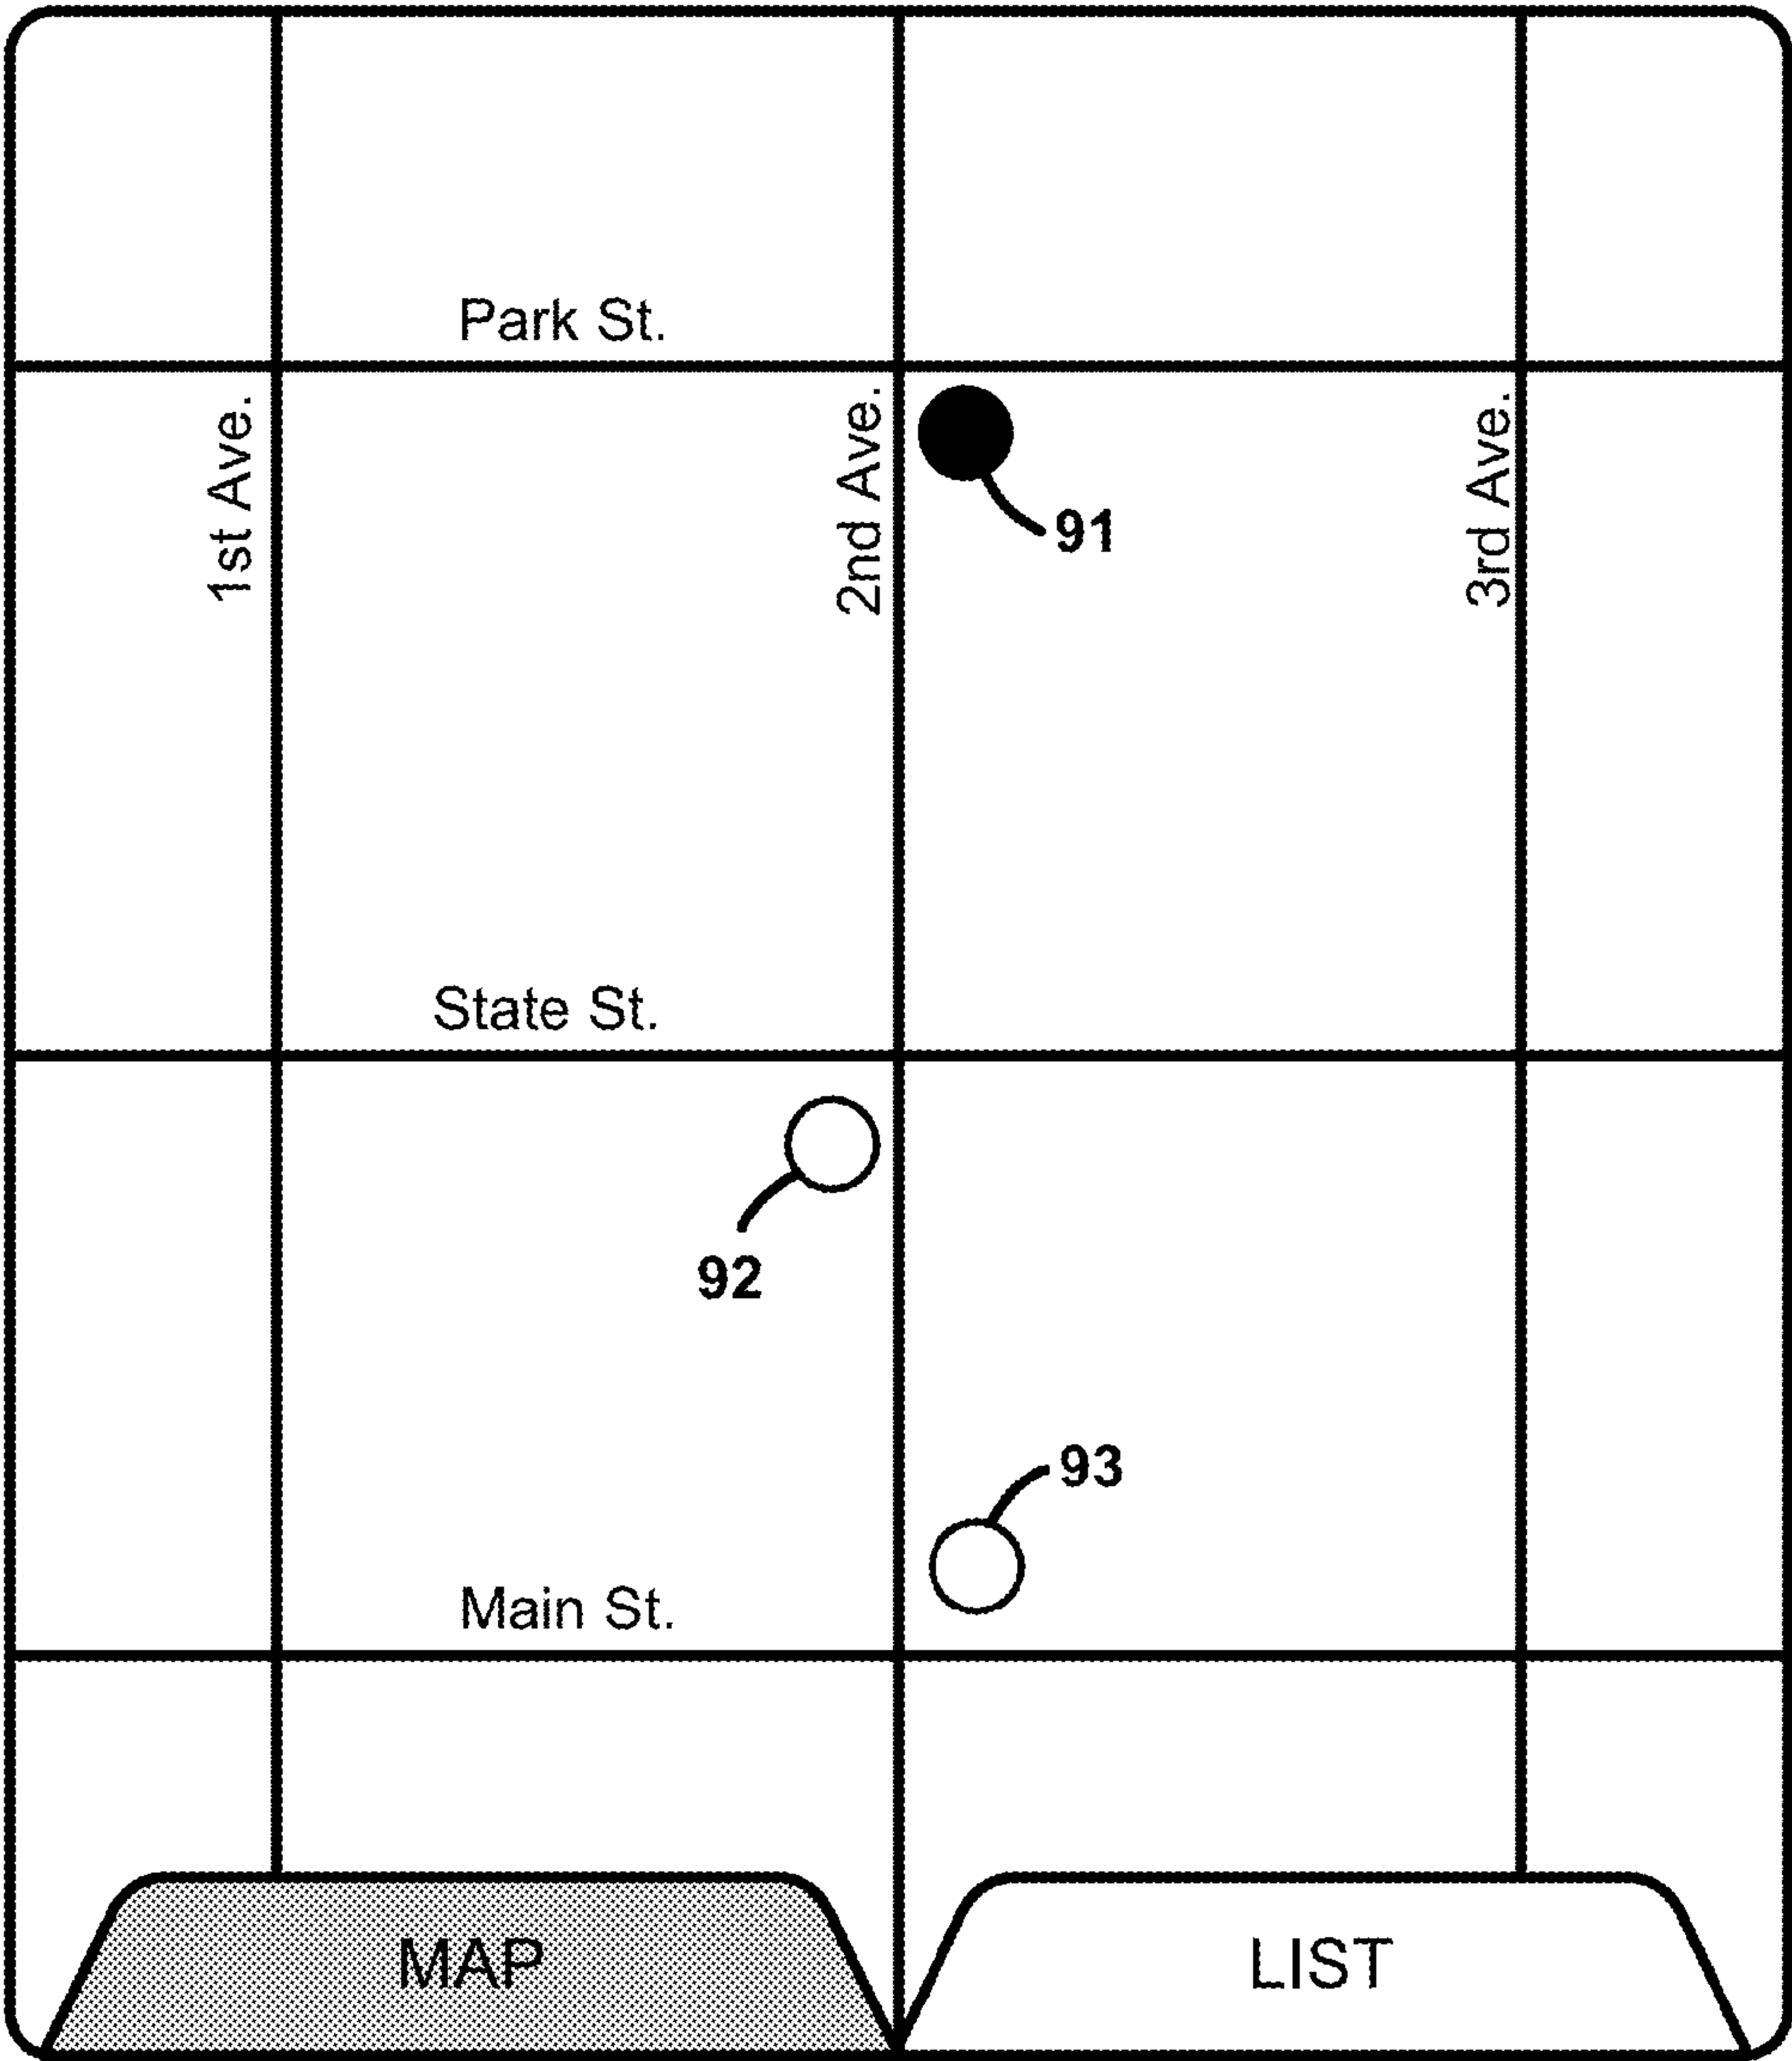 Park St.
1st Ave.
2nd Ave.
3rd Ave.
91
State St.
92
93
Main St.
MAP
LIST